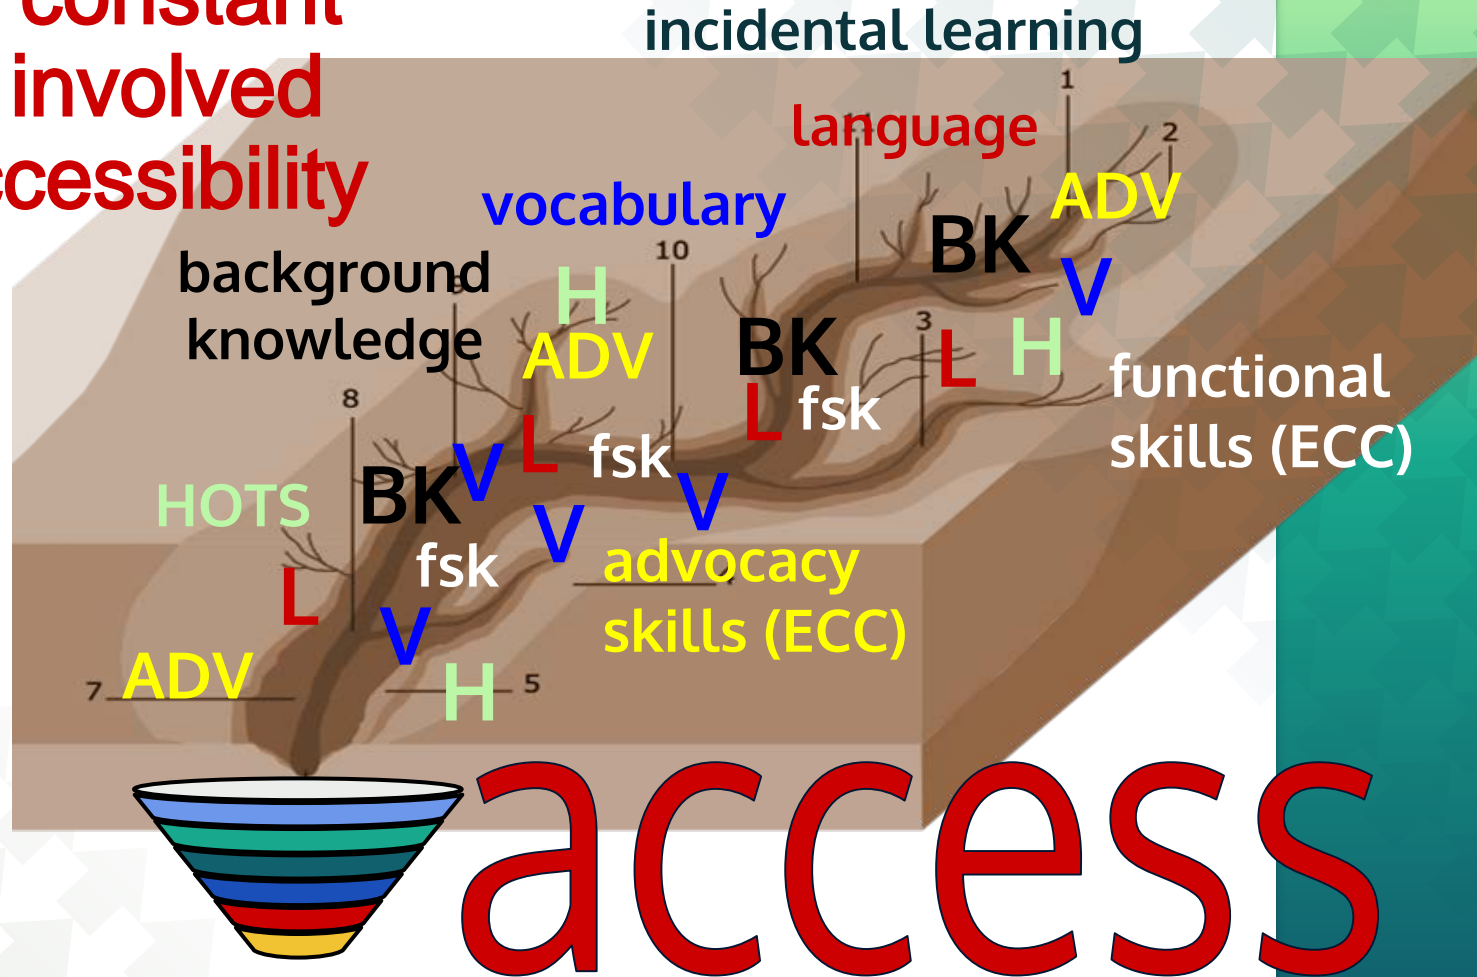 constant
incidental learning
involved
1
language
2
ccessibility
ADV
vocabulary
BK
10
background
H
V
knowledge
ADV
BK
3
L
H
functional
skills (ECC)
8
L
fsk
L
fsk
BK
V
V
HOTS
V
fsk
advocacy
skills (ECC)
L
V
ADV
7
H
5
access